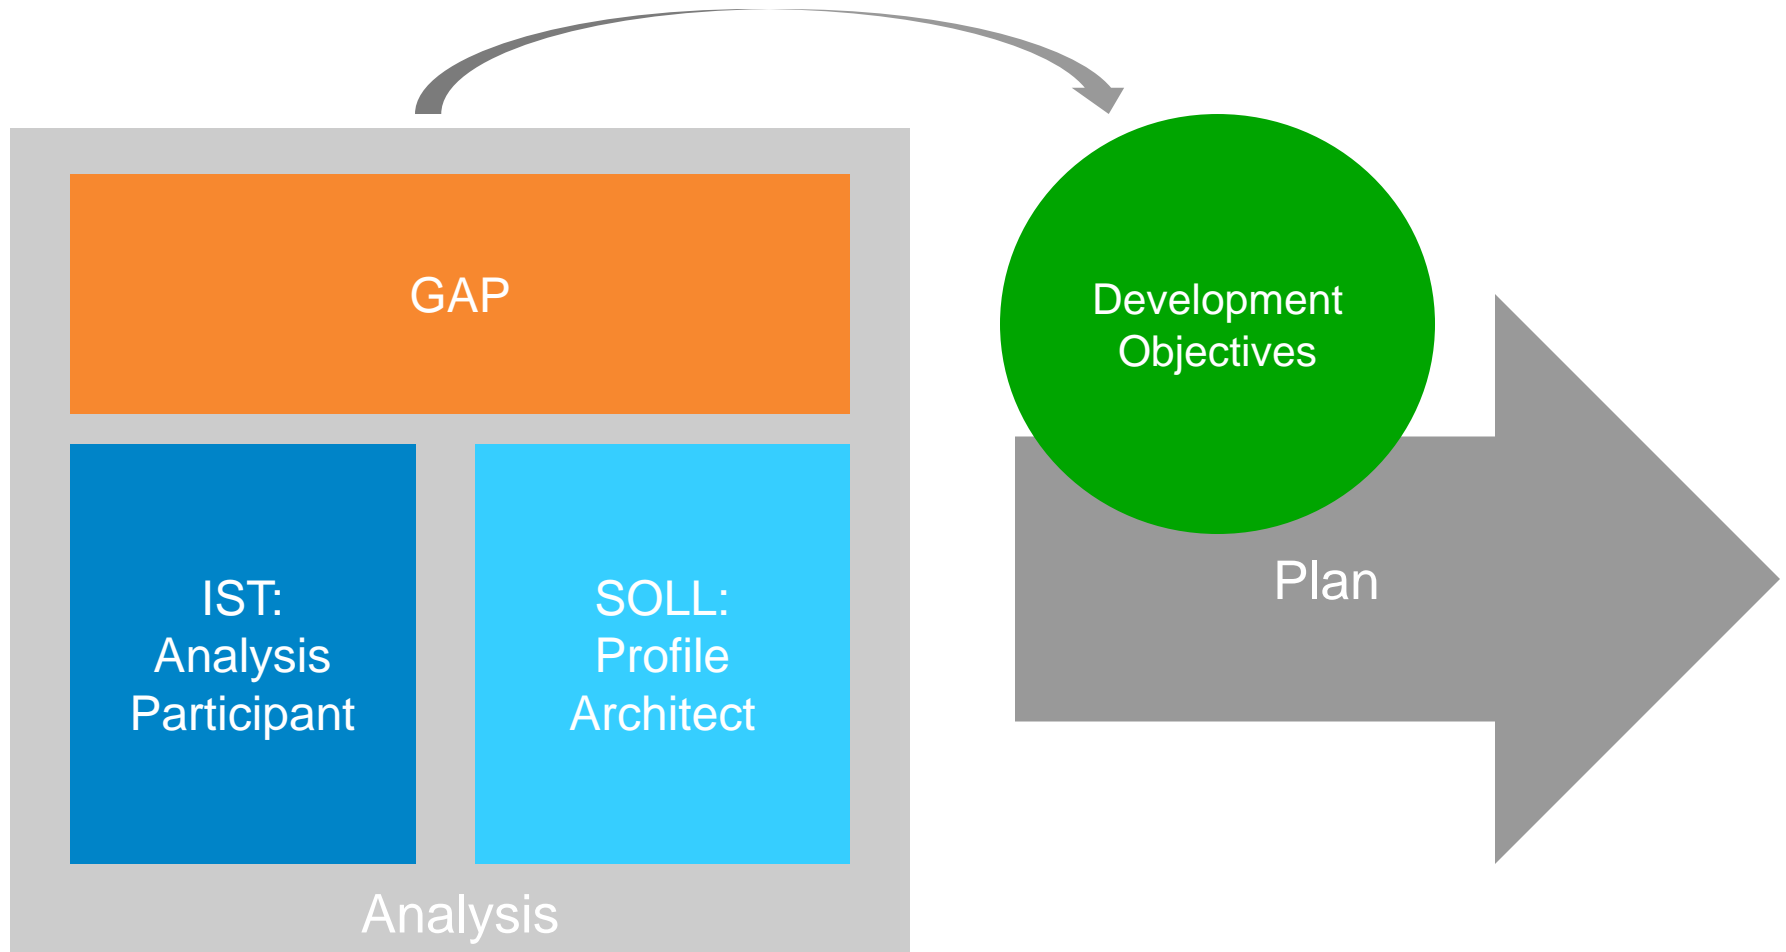 GAP
Development
Objectives
IST:
Analysis
Participant
SOLL:
Profile
Architect
Plan
Analysis